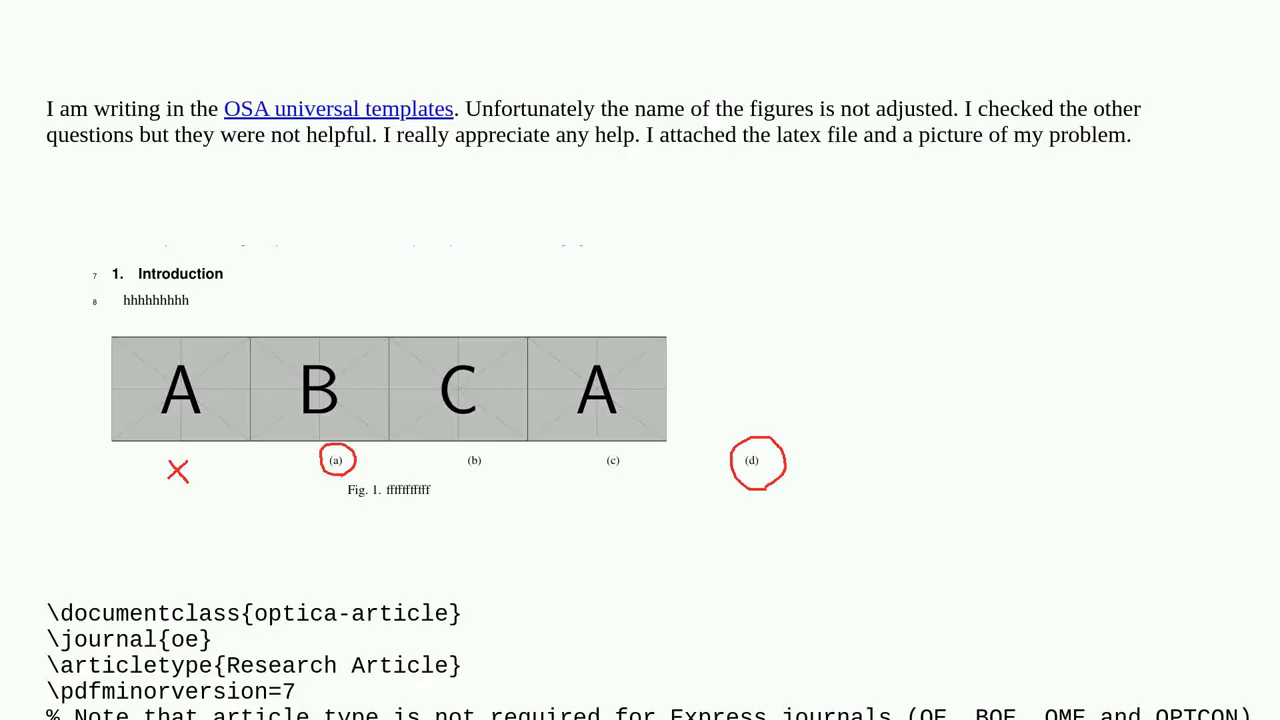 I am writing in the OSA universal templates. Unfortunately the name of the figures is not adjusted. I checked the other
questions but they were not helpful. I really appreciate any help. I attached the latex file and a picture of my problem.
7 1. Introduction
8 hhhhhhhhh
A B C A
(a) (b) (c) (d)
Fig. 1. fffffffffff
\documentclass{optica-article}
\journal{oe}
\articletype{Research Article}
\pdfminorversion=7
% Note that article type is not required for Express journals (OE, BOE, OME and OPTCON)